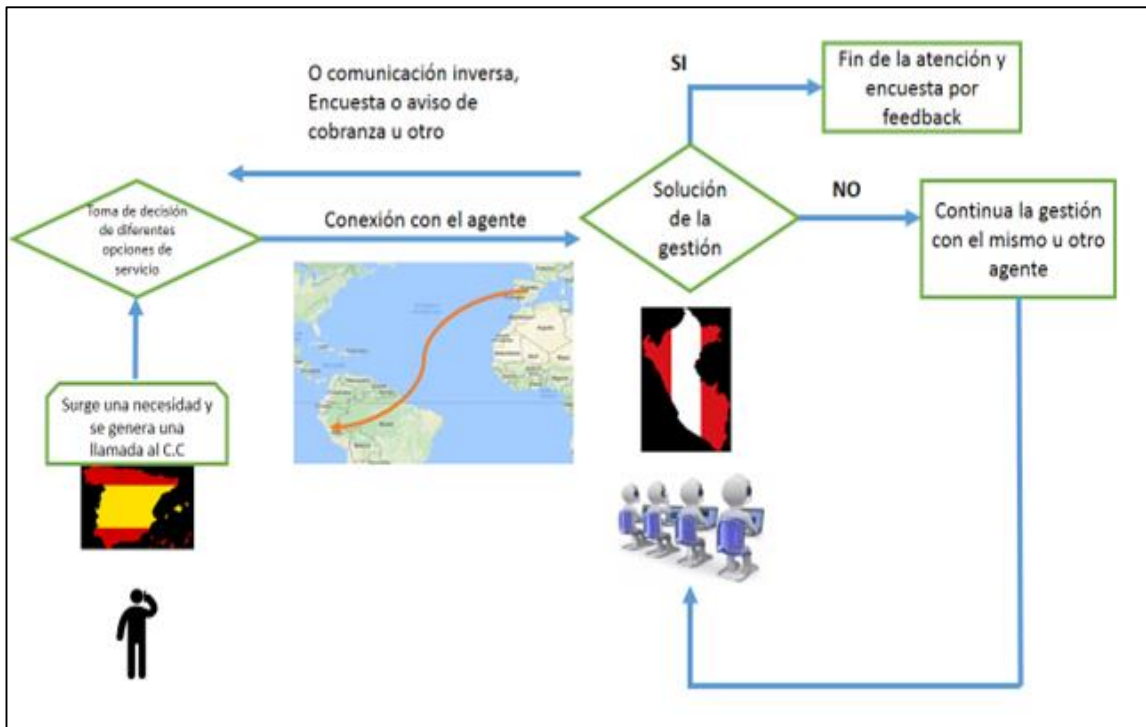 O comunicación inversa,
Encuesta o aviso de
cobranza u otro
SI
Fin de la atención y
encuesta por
feedback
Toma de decisión
de diferentes
opciones de
servicio
Conexión con el agente
Solución
de la
gestión
NO
Continua la gestión
con el mismo u otro
agente
Surge una necesidad y
se genera una
llamada al C.C